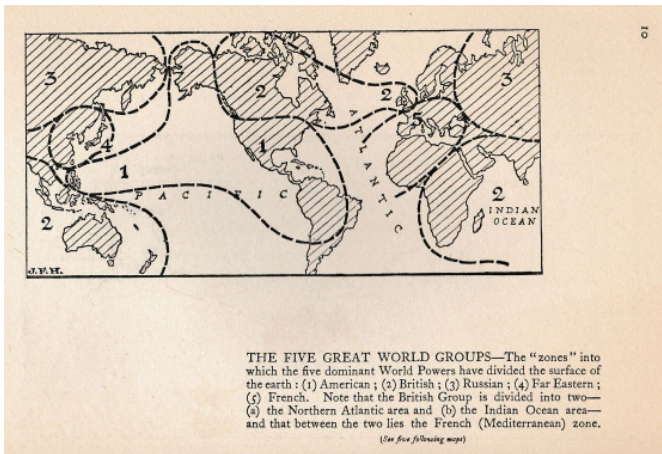 10
3
2
2
3
5
4
1
1
ATLANTIC
PACIFIC
2
2
INDIAN
OCEAN
J.F.H.
THE FIVE GREAT WORLD GROUPS—The "zones" into
which the five dominant World Powers have divided the surface of
the earth : (1) American ; (2) British ; (3) Russian ; (4) Far Eastern ;
(5) French. Note that the British Group is divided into two—
(a) the Northern Atlantic area and (b) the Indian Ocean area—
and that between the two lies the French (Mediterranean) zone.
(See five following maps)